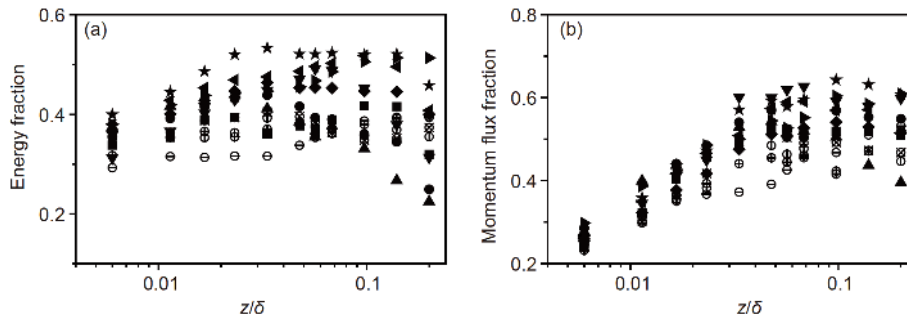 (a)
Energy fraction
0.6
0.4
0.2
0.01
0.1
z/δ
(b)
Momentum flux fraction
0.8
0.6
0.4
0.2
0.01
0.1
z/δ